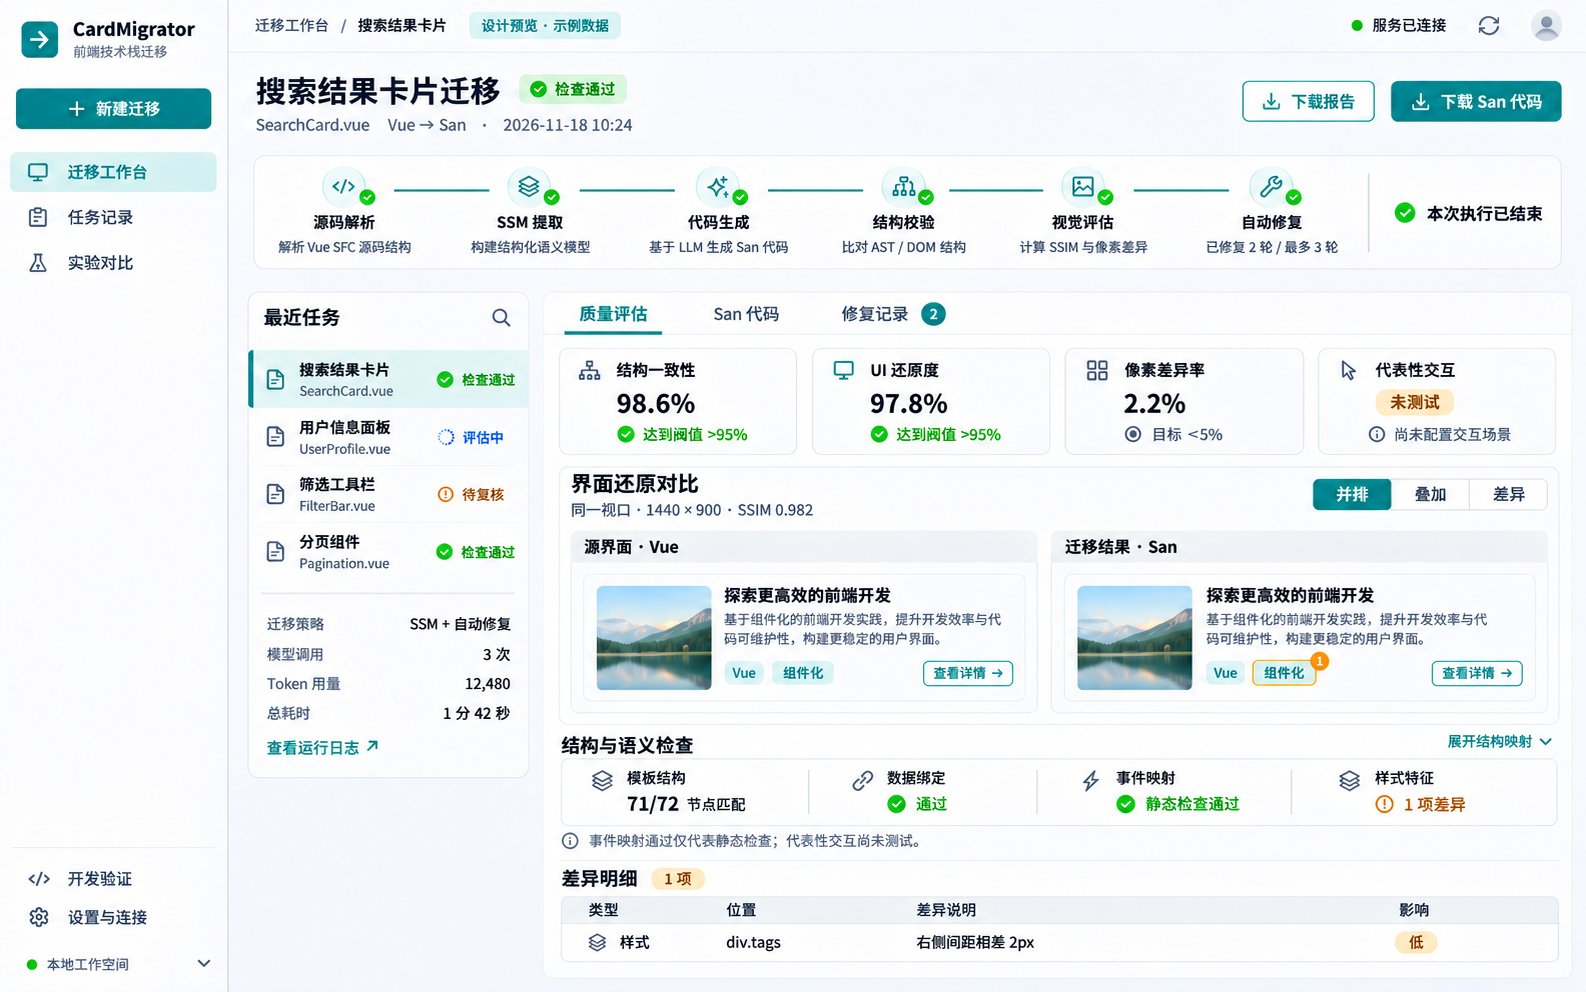 CardMigrator
前端技术栈迁移
新建迁移
迁移工作台
任务记录
实验对比
开发验证
设置与连接
本地工作空间
迁移工作台 / 搜索结果卡片 设计预览 · 示例数据
服务已连接
搜索结果卡片迁移 检查通过
SearchCard.vue Vue → San · 2026-11-18 10:24
下载报告
下载 San 代码
源码解析
解析 Vue SFC 源码结构
SSM 提取
构建结构化语义模型
代码生成
基于 LLM 生成 San 代码
结构校验
比对 AST / DOM 结构
视觉评估
计算 SSIM 与像素差异
自动修复
已修复 2 轮 / 最多 3 轮
本次执行已结束
最近任务
搜索结果卡片
SearchCard.vue
检查通过
用户信息面板
UserProfile.vue
评估中
筛选工具栏
FilterBar.vue
待复核
分页组件
Pagination.vue
检查通过
迁移策略 SSM + 自动修复
模型调用 3 次
Token 用量 12,480
总耗时 1 分 42 秒
查看运行日志
质量评估 San 代码 修复记录 2
结构一致性
98.6%
达到阀值 >95%
UI 还原度
97.8%
达到阀值 >95%
像素差异率
2.2%
目标 <5%
代表性交互
未测试
尚未配置交互场景
界面还原对比
同一视口 · 1440 × 900 · SSIM 0.982
并排 叠加 差异
源界面 · Vue
探索更高效的前端开发
基于组件化的前端开发实践，提升开发效率与代
码可维护性，构建更稳定的用户界面。
Vue 组件化 查看详情 →
迁移结果 · San
探索更高效的前端开发
基于组件化的前端开发实践，提升开发效率与代
码可维护性，构建更稳定的用户界面。
Vue 组件化 1 查看详情 →
结构与语义检查
展开结构映射
模板结构
71/72 节点匹配
数据绑定
通过
事件映射
静态检查通过
样式特征
1 项差异
事件映射通过仅代表静态检查；代表性交互尚未测试。
差异明细 1 项
类型 位置 差异说明 影响
样式 div.tags 右侧间距相差 2px 低